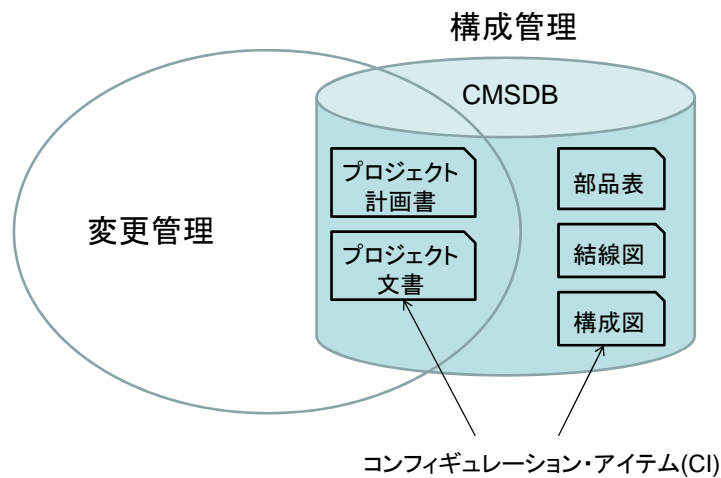 構成管理
CMSDB
プロジェクト
計画書
部品表
変更管理
プロジェクト
文書
結線図
構成図
コンフィギュレーション・アイテム(CI)